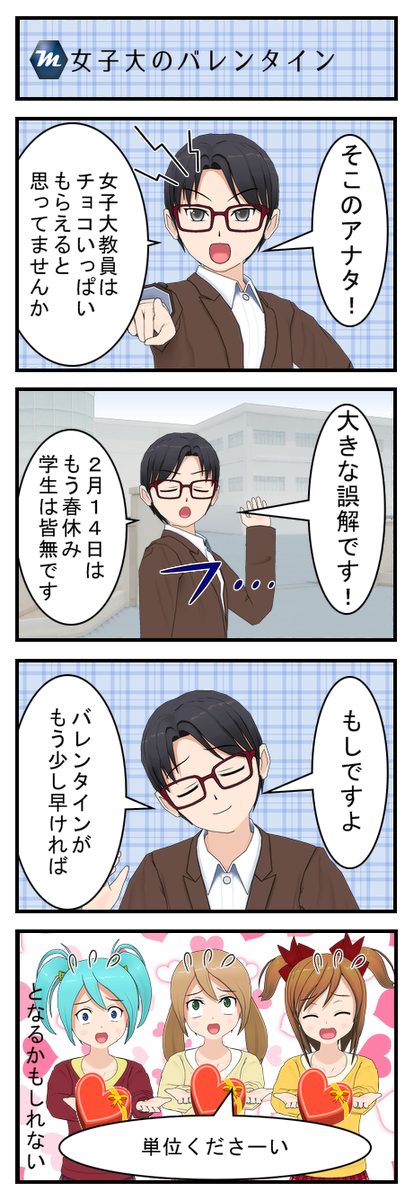 m女子大のバレンタイン
そこのアナタ！
女子大教員は
チョコいっぱい
もらえると
思ってませんか
大きな誤解です！
２月１４日は
もう春休み
学生は皆無です
フ・・・
もしですよ
バレンタインが
もう少し早ければ
となるかもしれない
単位くださーい